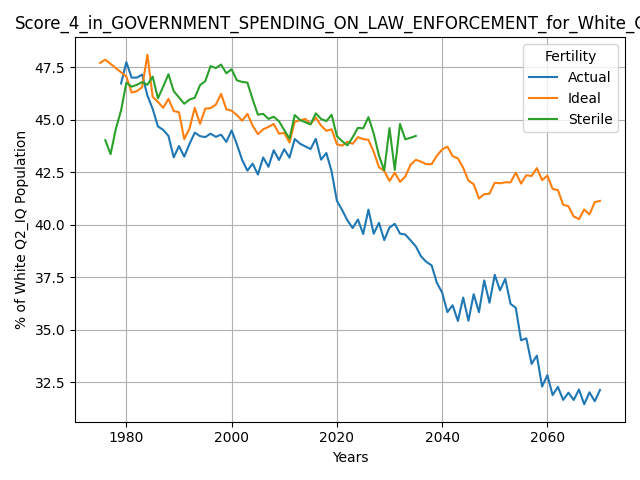 Score_4_in_GOVERNMENT_SPENDING_ON_LAW_ENFORCEMENT_for_White_
% of White Q2_IQ Population
47.5
45.0
42.5
40.0
37.5
35.0
32.5
1980
2000
2020
2040
2060
Years
Fertility
Actual
Ideal
Sterile